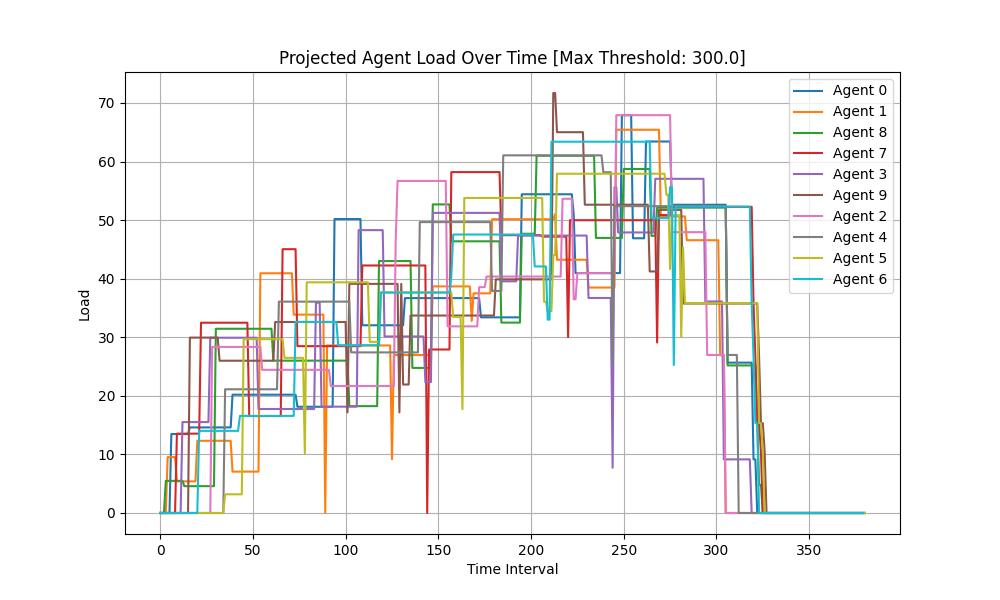 Projected Agent Load Over Time [Max Threshold: 300.0]
Load
70
60
50
40
30
20
10
0
0 50 100 150 200 250 300 350
Time Interval
Agent 0
Agent 1
Agent 8
Agent 7
Agent 3
Agent 9
Agent 2
Agent 4
Agent 5
Agent 6